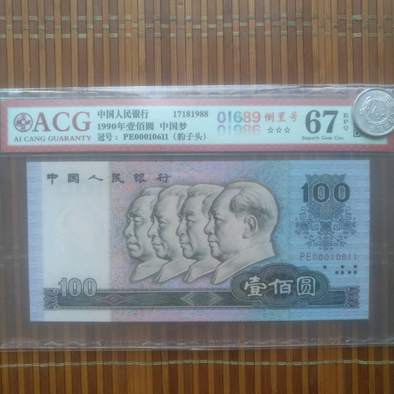 ACG
AI CANG GUARANTY
中国人民银行 17181988
1990年壹佰圆 中国梦
冠号: PE00010611 (豹子头)
01689 倒置号
☆☆☆
67 EPQ
Superb Gem Unc
中国人民银行
100
PE00010611
100
壹佰圆